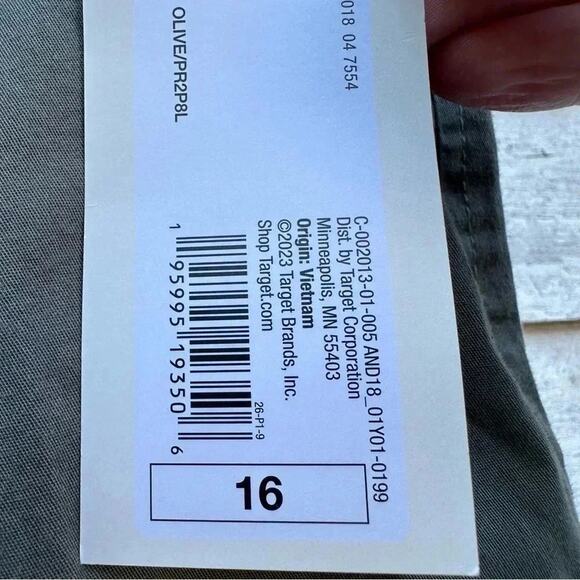 018 04 7554
OLIVE/PR2P8L
C-002013-01-005 AND18_01Y01-0199
Dist. by Target Corporation
Minneapolis, MN 55403
Origin: Vietnam
©2023 Target Brands, Inc.
Shop Target.com
26-P1-9
1 95995 19350 6
16